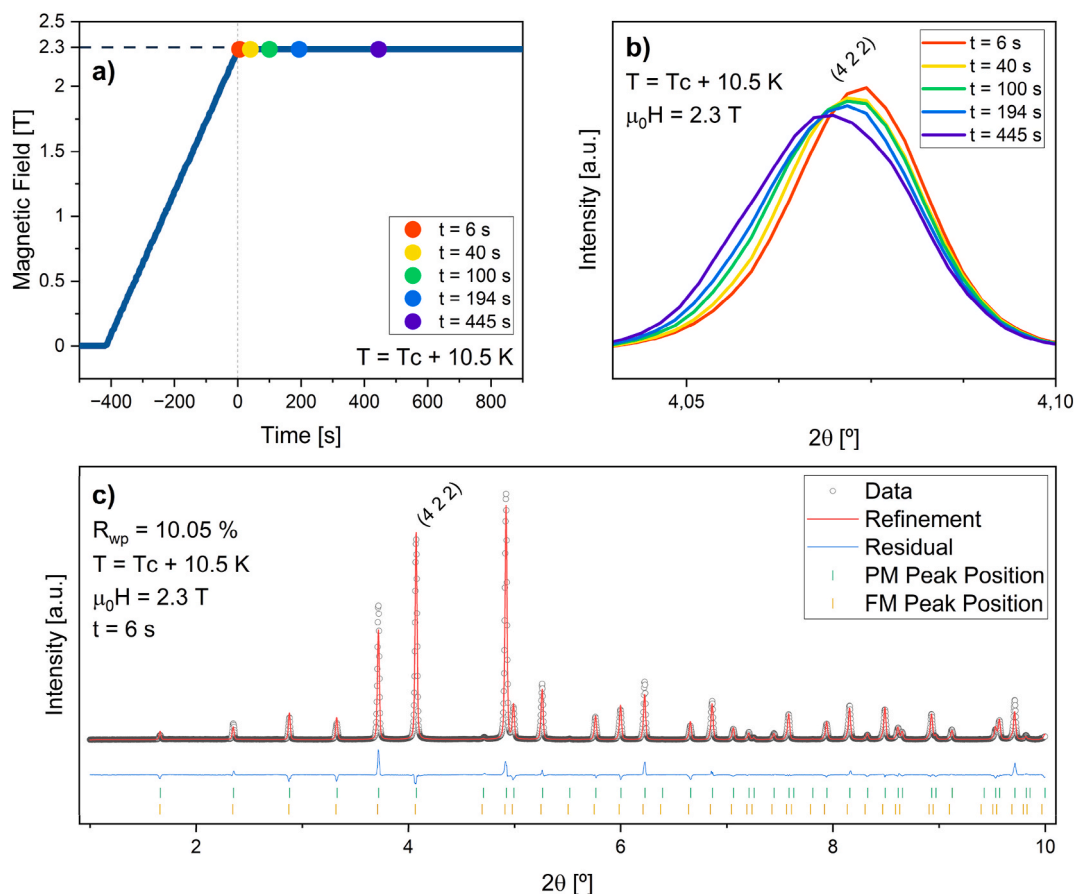 a)
Magnetic Field [T]
2.5
2.3
2
1.5
1
0.5
0
t = 6 s
t = 40 s
t = 100 s
t = 194 s
t = 445 s
T = Tc + 10.5 K
−400 −200 0 200 400 600 800
Time [s]
b)
T = Tc + 10.5 K
μ₀H = 2.3 T
(4 2 2)
t = 6 s
t = 40 s
t = 100 s
t = 194 s
t = 445 s
Intensity [a.u.]
4,05 4,10
2θ [º]
c)
R_wp = 10.05 %
T = Tc + 10.5 K
μ₀H = 2.3 T
t = 6 s
(4 2 2)
Data
Refinement
Residual
PM Peak Position
FM Peak Position
Intensity [a.u.]
2 4 6 8 10
2θ [º]